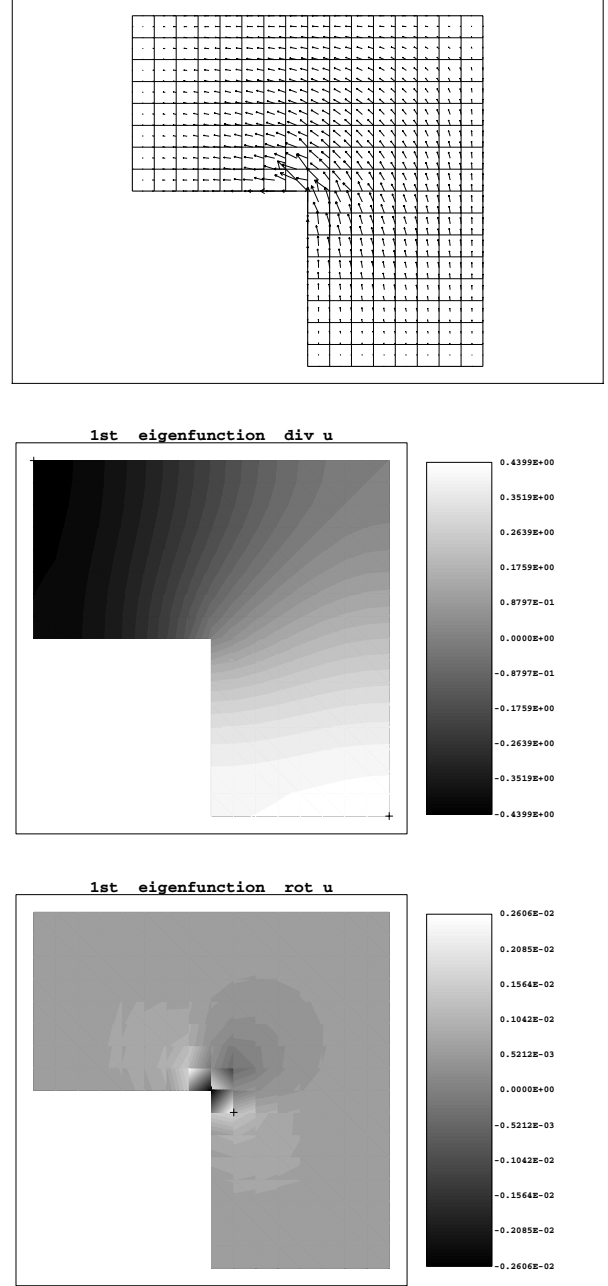 1st eigenfunction div u
0.4399E+00
0.3519E+00
0.2639E+00
0.1759E+00
0.8797E-01
0.0000E+00
-0.8797E-01
-0.1759E+00
-0.2639E+00
-0.3519E+00
-0.4399E+00
1st eigenfunction rot u
0.2606E-02
0.2085E-02
0.1564E-02
0.1042E-02
0.5212E-03
0.0000E+00
-0.5212E-03
-0.1042E-02
-0.1564E-02
-0.2085E-02
-0.2606E-02